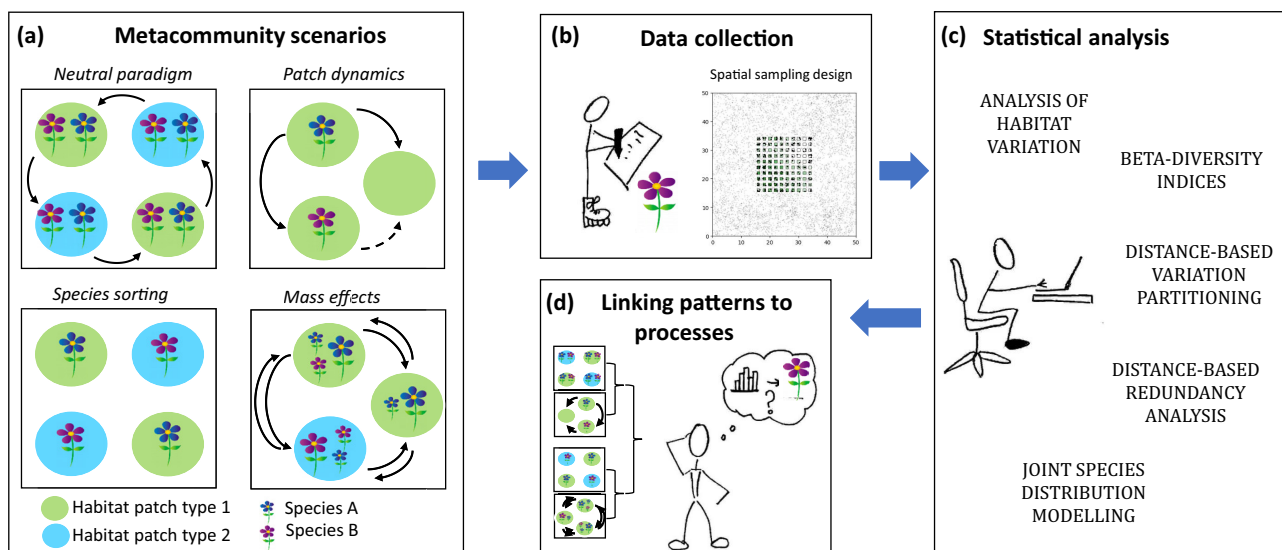 (a) Metacommunity scenarios
Neutral paradigm
Patch dynamics
Species sorting
Mass effects
Habitat patch type 1
Habitat patch type 2
Species A
Species B
(b) Data collection
Spatial sampling design
50
40
30
20
10
0
0 10 20 30 40 50
(c) Statistical analysis
ANALYSIS OF
HABITAT
VARIATION
BETA-DIVERSITY
INDICES
DISTANCE-BASED
VARIATION
PARTITIONING
DISTANCE-BASED
REDUNDANCY
ANALYSIS
JOINT SPECIES
DISTRIBUTION
MODELLING
(d) Linking patterns to
processes
?